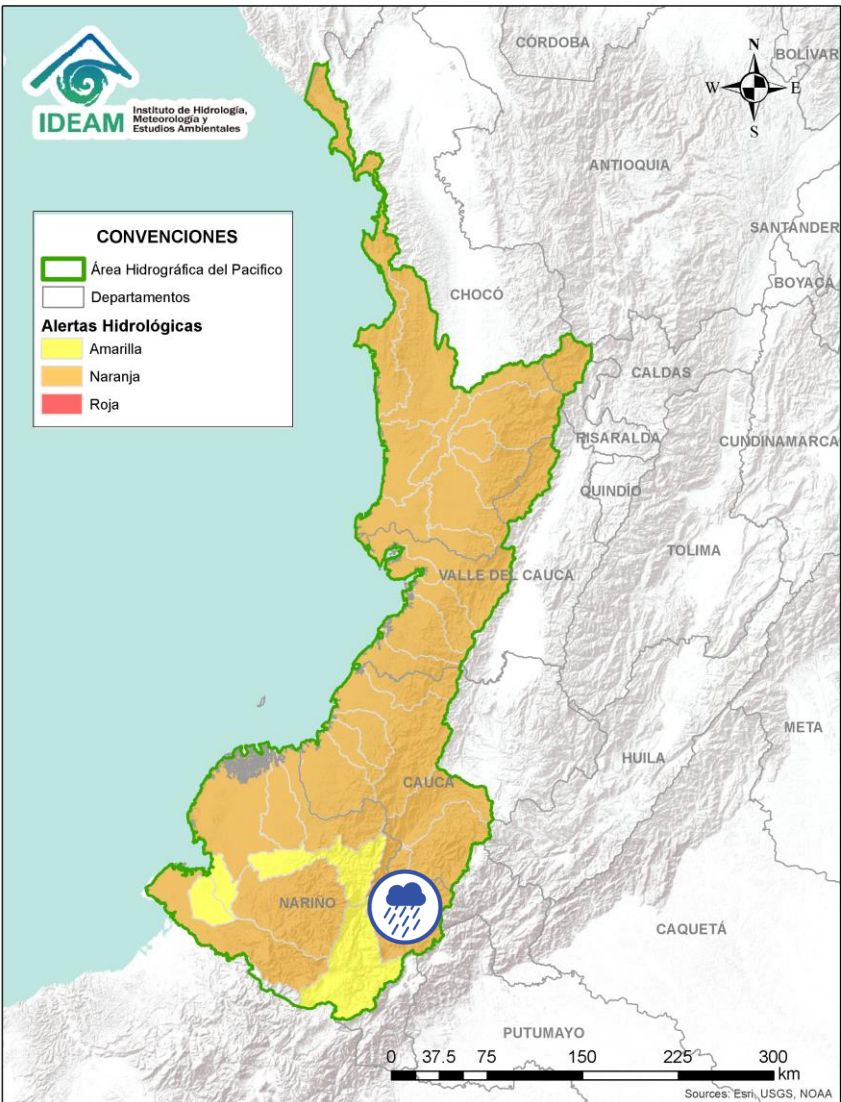 IDEAM
Instituto de Hidrología,
Meteorología y
Estudios Ambientales
N
W E
S
CONVENCIONES
Área Hidrográfica del Pacifico
Departamentos
Alertas Hidrológicas
Amarilla
Naranja
Roja
CÓRDOBA
BOLIVAR
ANTIOQUIA
SANTANDER
BOYACÁ
CHOCÓ
CALDAS
RISARALDA
CUNDINAMARCA
QUINDÍO
TOLIMA
VALLE DEL CAUCA
META
HUILA
CAUCA
NARIÑO
CAQUETÁ
PUTUMAYO
0 37.5 75 150 225 300
km
Sources: Esri, USGS, NOAA